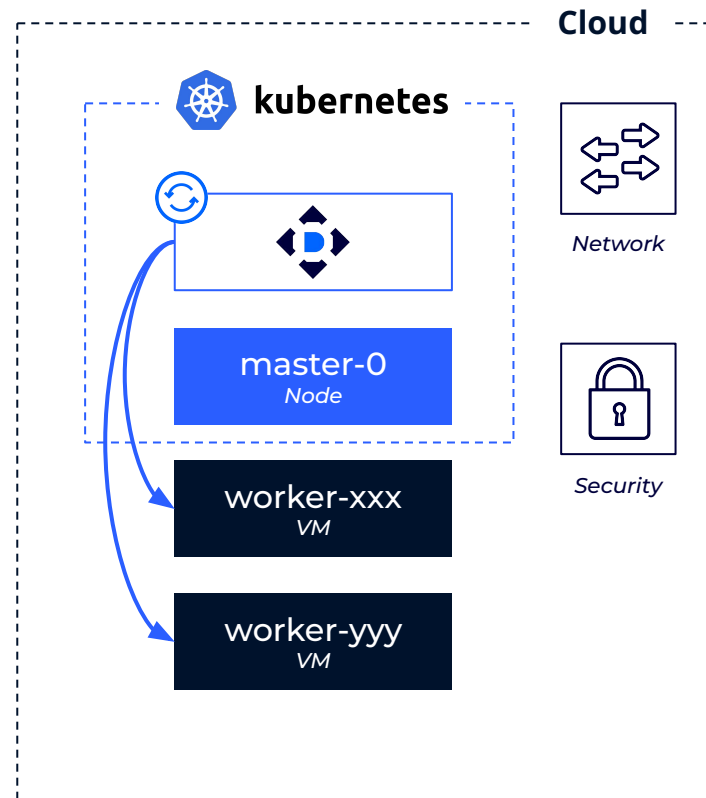 Cloud
kubernetes
D
Network
master-0
Node
Security
worker-xxx
VM
worker-yyy
VM